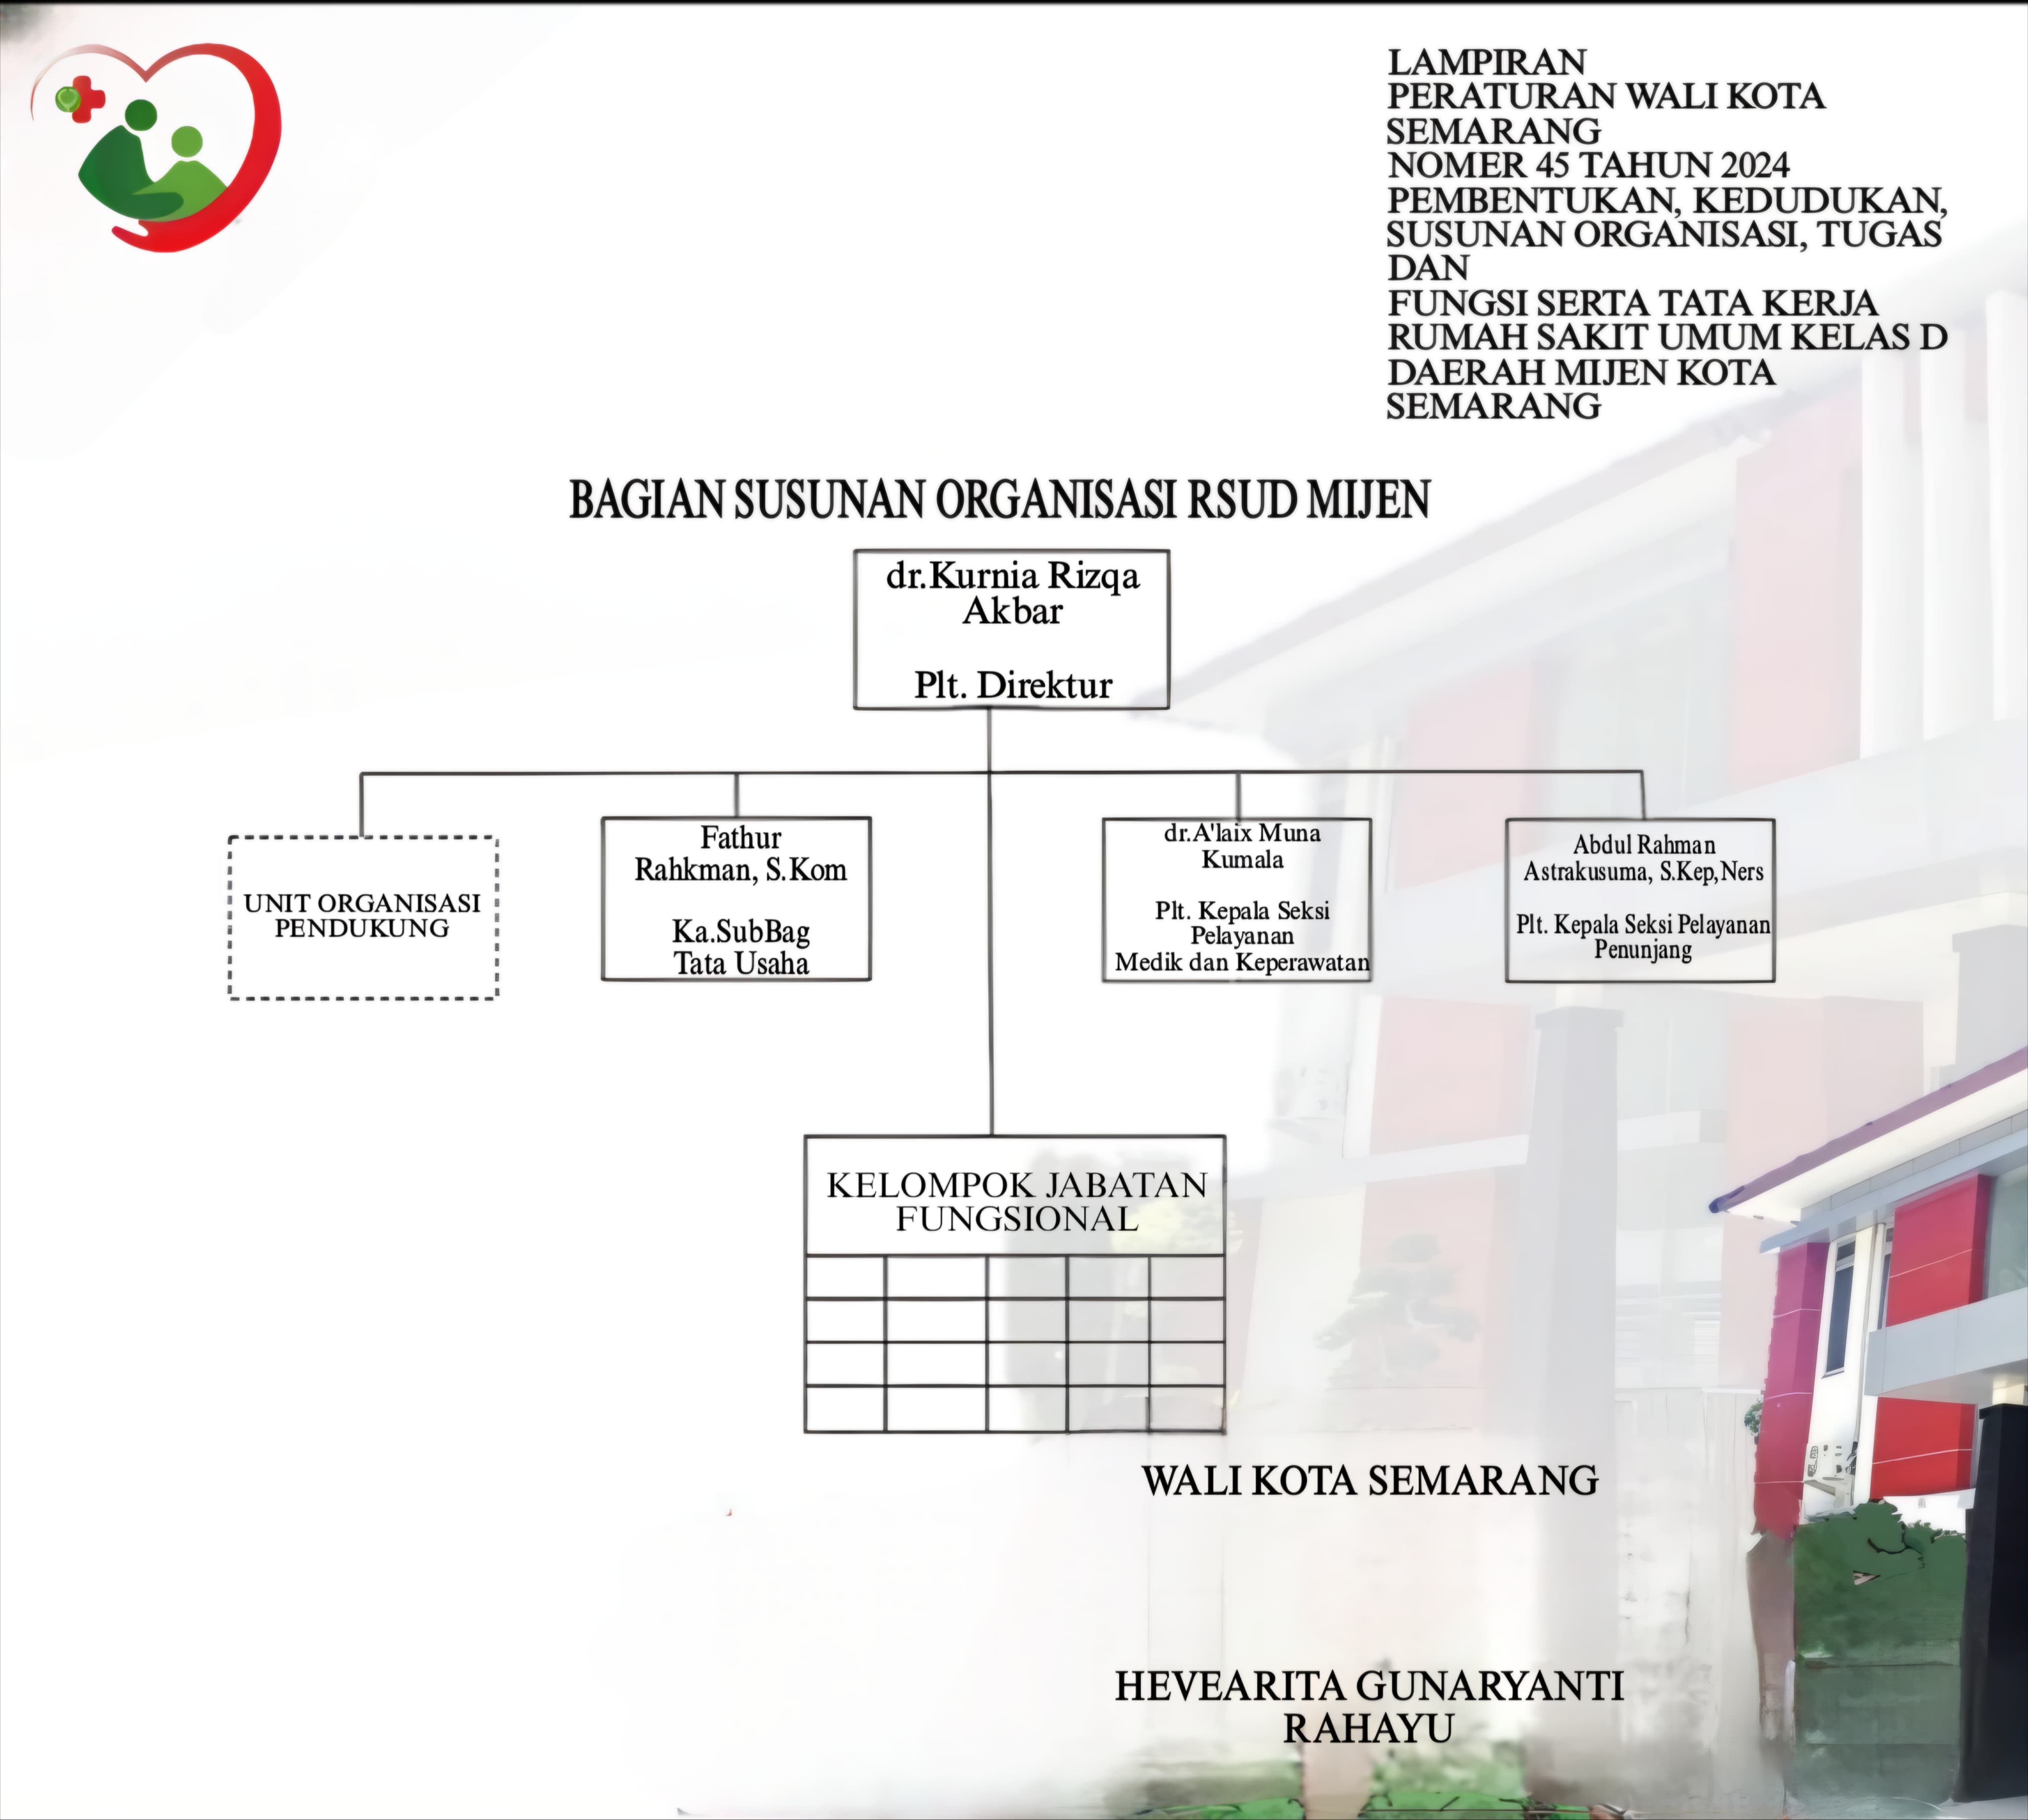 LAMPIRAN
PERATURAN WALI KOTA
SEMARANG
NOMER 45 TAHUN 2024
PEMBENTUKAN, KEDUDUKAN,
SUSUNAN ORGANISASI, TUGAS
DAN
FUNGSI SERTA TATA KERJA
RUMAH SAKIT UMUM KELAS D
DAERAH MIJEN KOTA
SEMARANG
BAGIAN SUSUNAN ORGANISASI RSUD MIJEN
dr.Kurnia Rizqa
Akbar
Plt. Direktur
UNIT ORGANISASI
PENDUKUNG
Fathur
Rahkman, S.Kom
Ka.SubBag
Tata Usaha
dr.A'laix Muna
Kumala
Plt. Kepala Seksi
Pelayanan
Medik dan Keperawatan
Abdul Rahman
Astrakusuma, S.Kep,Ners
Plt. Kepala Seksi Pelayanan
Penunjang
KELOMPOK JABATAN
FUNGSIONAL
WALI KOTA SEMARANG
HEVEARITA GUNARYANTI
RAHAYU